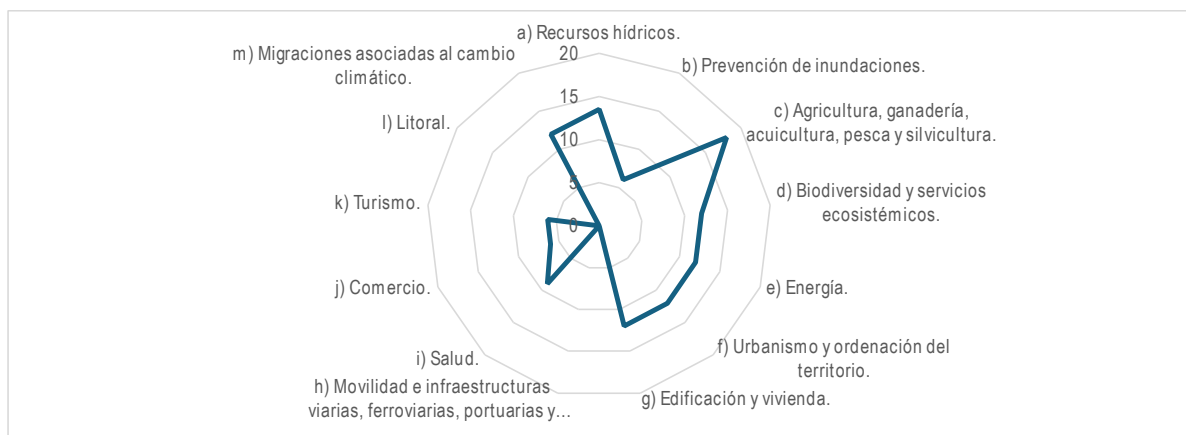 a) Recursos hídricos.
b) Prevención de inundaciones.
c) Agricultura, ganadería,
acuicultura, pesca y silvicultura.
d) Biodiversidad y servicios
ecosistémicos.
e) Energía.
f) Urbanismo y ordenación del
territorio.
g) Edificación y vivienda.
h) Movilidad e infraestructuras
viarias, ferroviarias, portuarias y…
i) Salud.
j) Comercio.
k) Turismo.
l) Litoral.
m) Migraciones asociadas al cambio
climático.
20
15
10
5
0